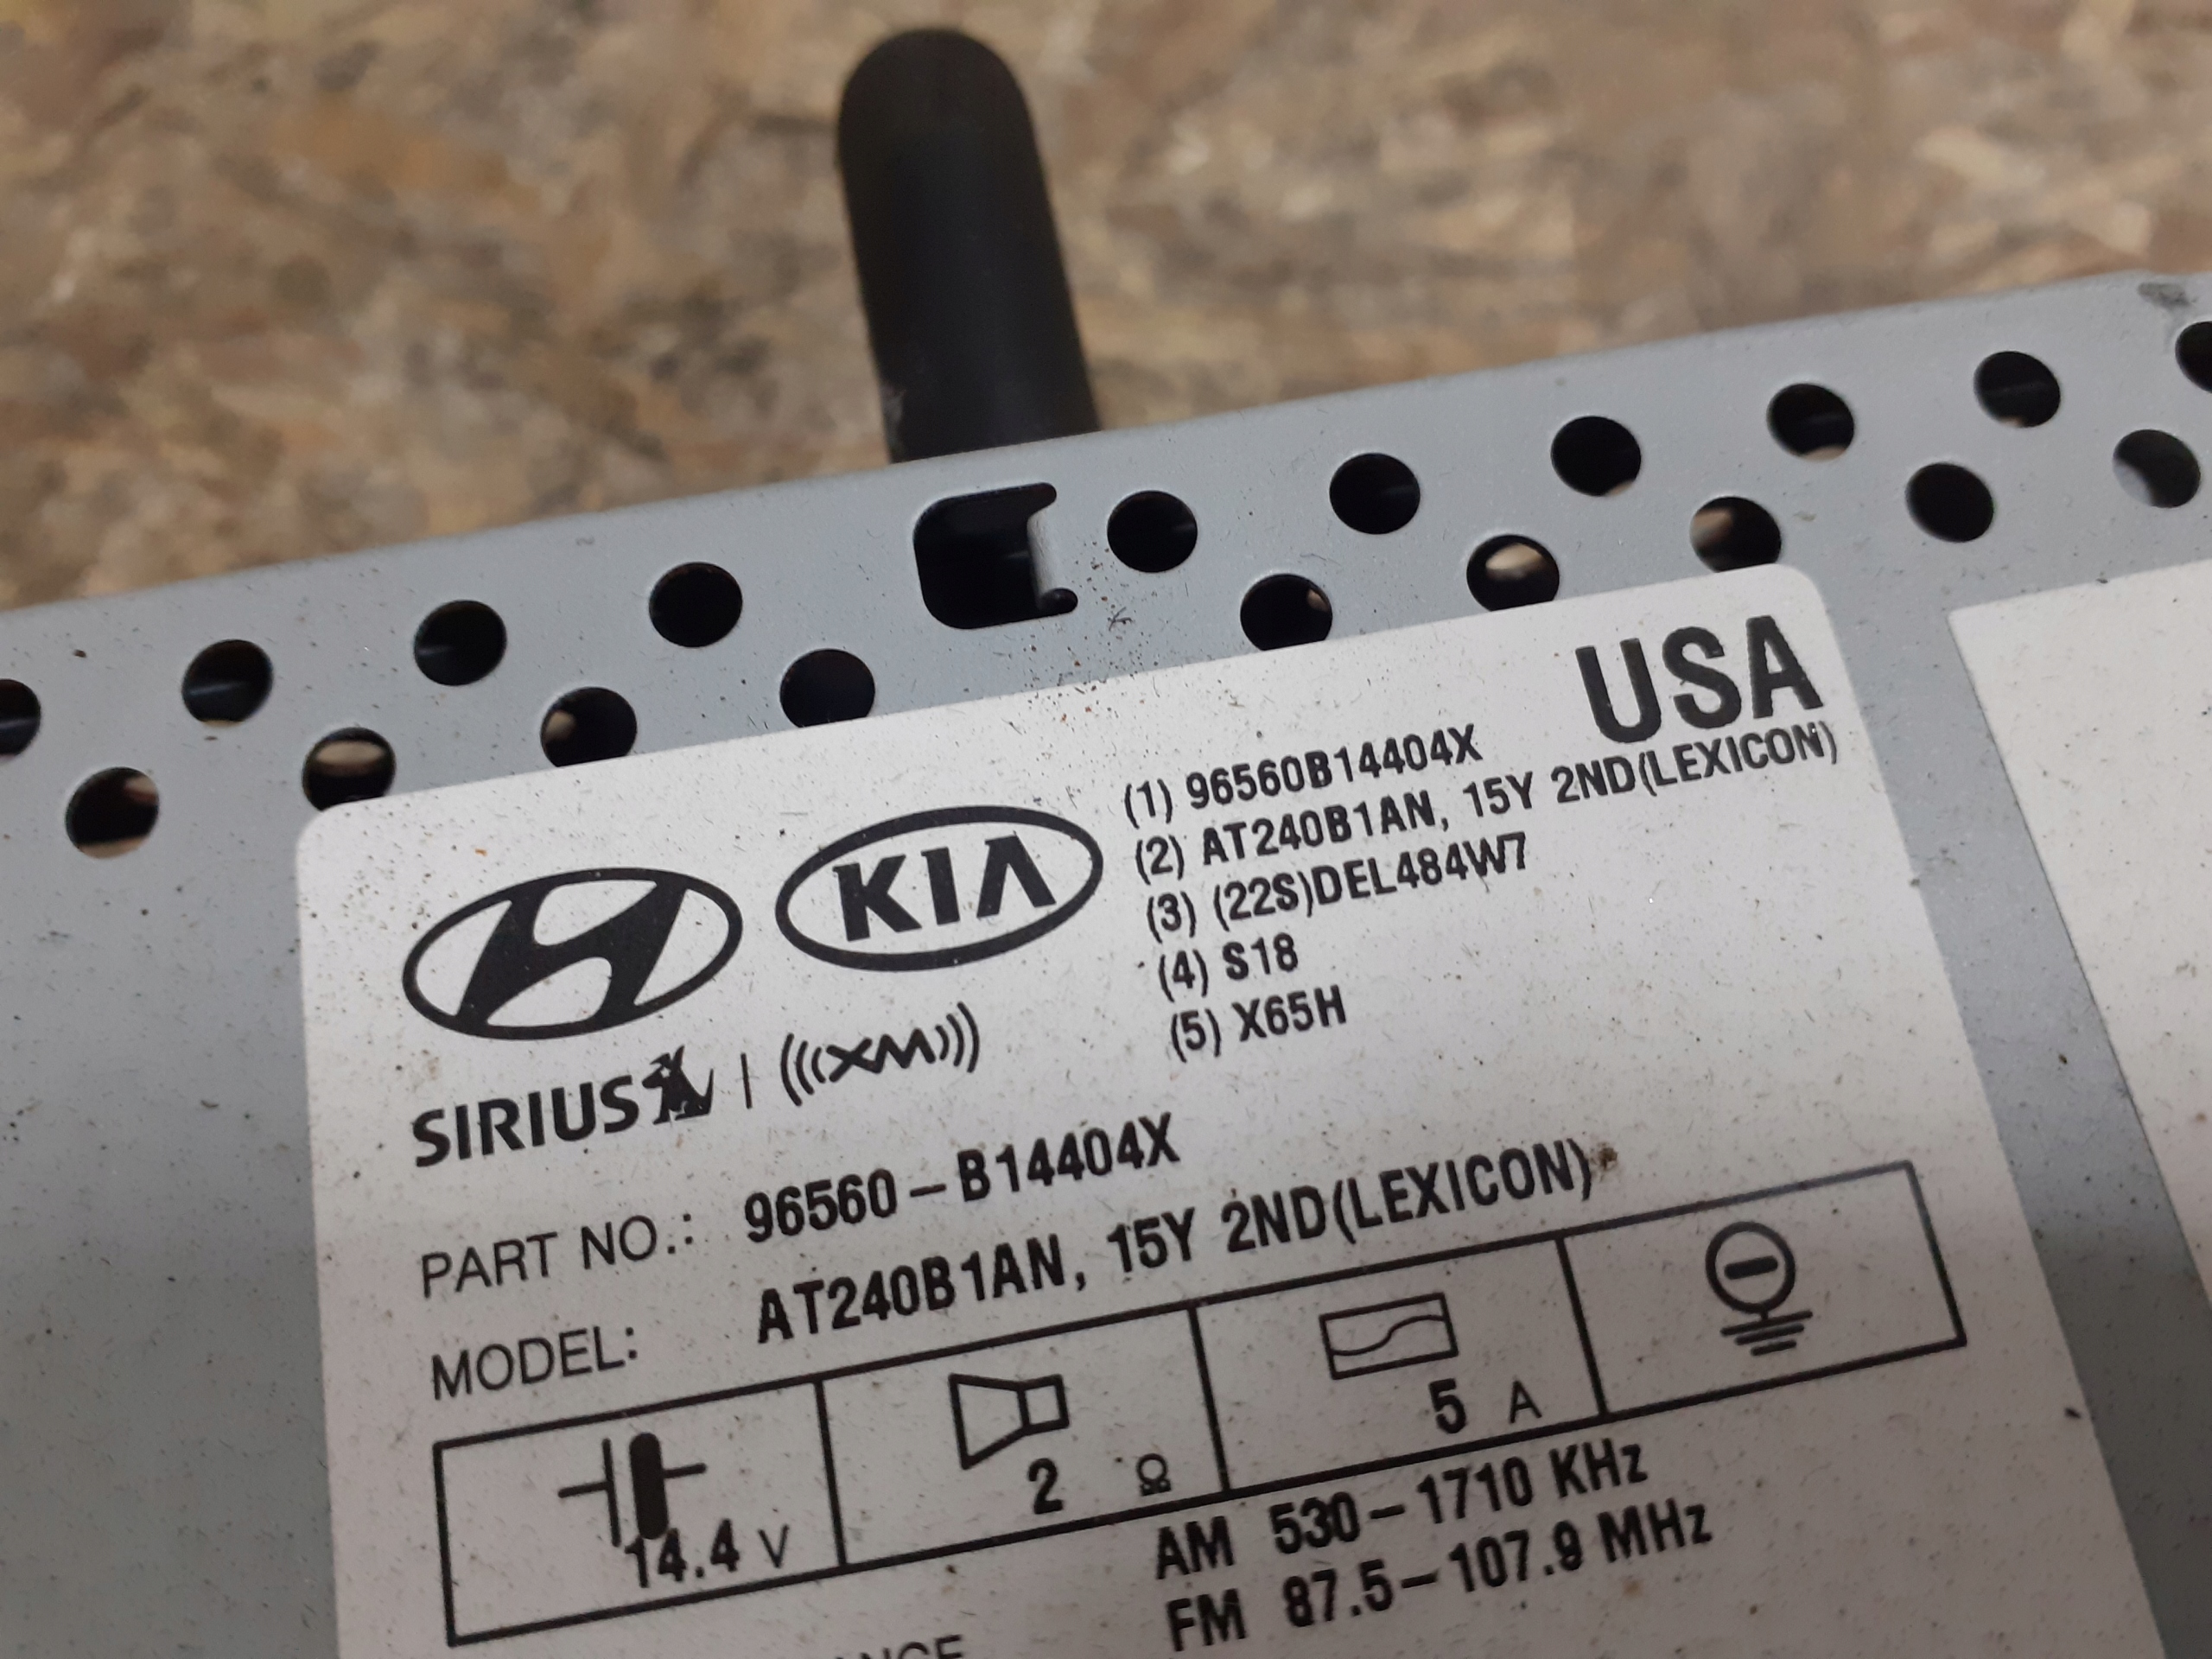 USA
KIA
(1) 96560B14404X
(2) AT240B1AN, 15Y 2ND(LEXICON)
(3) (22S)DEL484W7
(4) S18
(5) X65H
SIRIUS | (((XM)))
PART NO.: 96560-B14404X
MODEL: AT240B1AN, 15Y 2ND(LEXICON)
14.4 V 2 Ω 5 A
AM 530-1710 KHz
FM 87.5-107.9 MHz